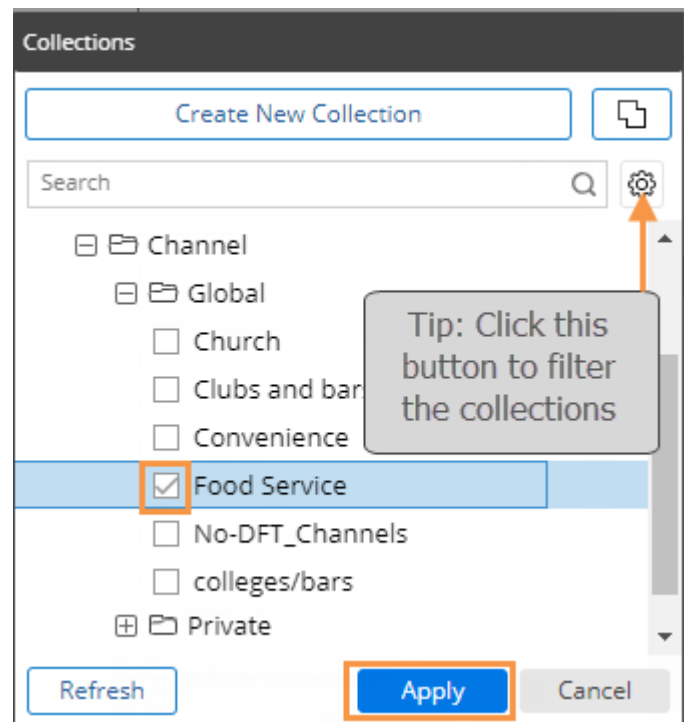 Collections
Create New Collection
Search
Channel
Global
Church
Clubs and bar
Convenience
Food Service
No-DFT_Channels
colleges/bars
Private
Tip: Click this
button to filter
the collections
Refresh
Apply
Cancel